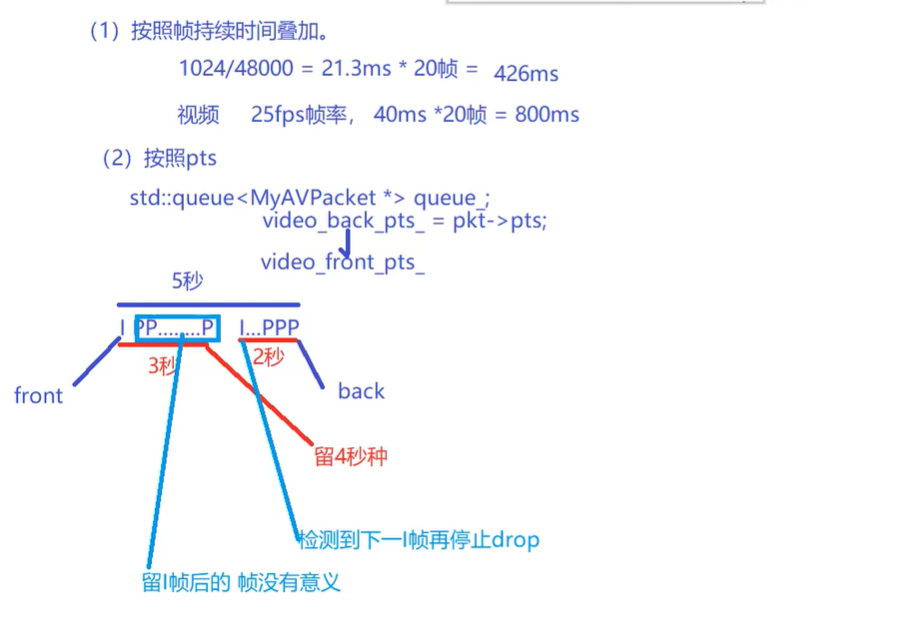 （1）按照帧持续时间叠加。
1024/48000 = 21.3ms * 20帧 = 426ms
视频 25fps帧率， 40ms *20帧 = 800ms
（2）按照pts
std::queue<MyAVPacket *> queue_;
video_back_pts_ = pkt->pts;
video_front_pts_
5秒
I PP........P I...PPP
3秒 2秒
front back
留4秒种
检测到下一I帧再停止drop
留I帧后的 帧没有意义